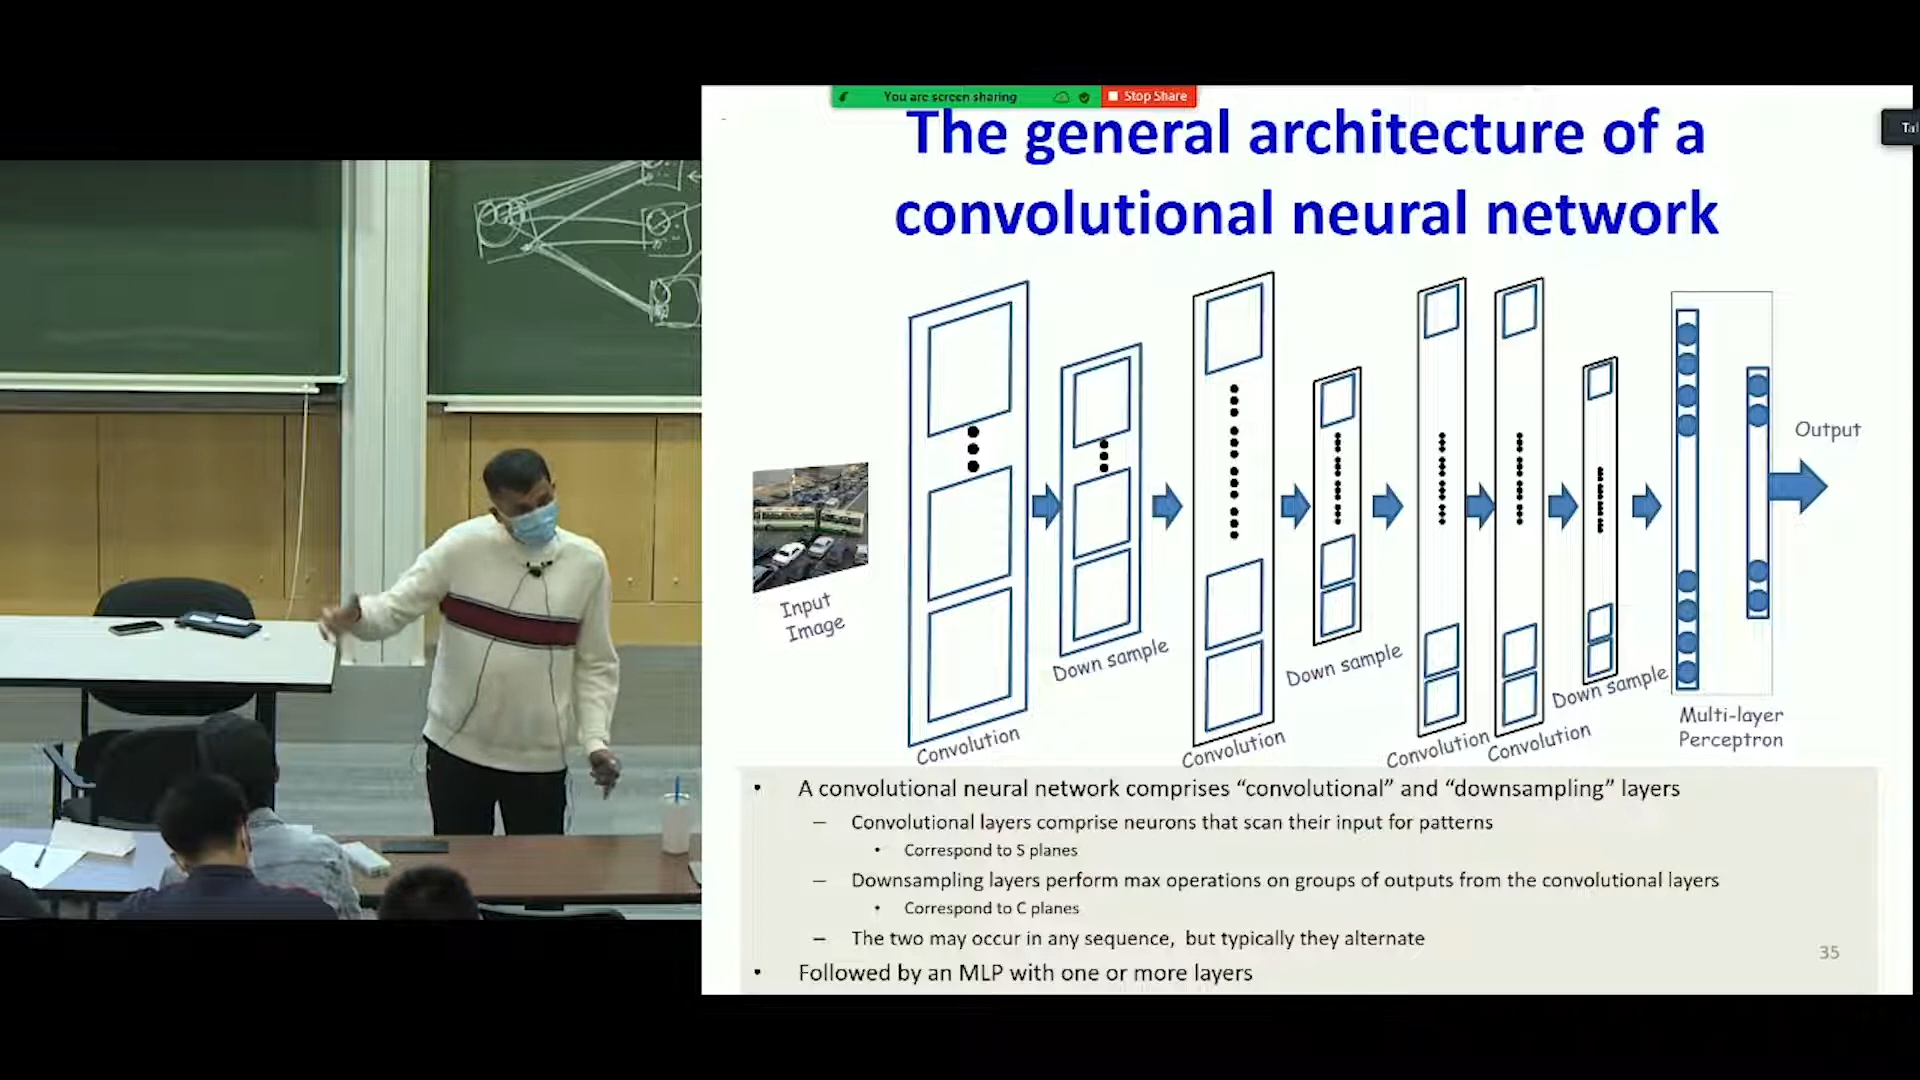 You are screen sharing
Stop Share
The general architecture of a
convolutional neural network
Output
Input
Image
Down sample
Down sample
Down sample
Convolution
Convolution
Convolution
Convolution
Multi-layer
Perceptron
• A convolutional neural network comprises “convolutional” and “downsampling” layers
– Convolutional layers comprise neurons that scan their input for patterns
• Correspond to S planes
– Downsampling layers perform max operations on groups of outputs from the convolutional layers
• Correspond to C planes
– The two may occur in any sequence, but typically they alternate
• Followed by an MLP with one or more layers
35